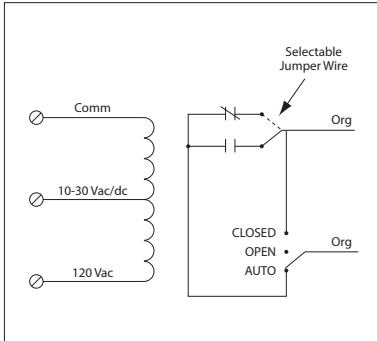 Selectable
Jumper Wire
Comm
Org
10-30 Vac/dc
CLOSED
OPEN
Org
AUTO
120 Vac